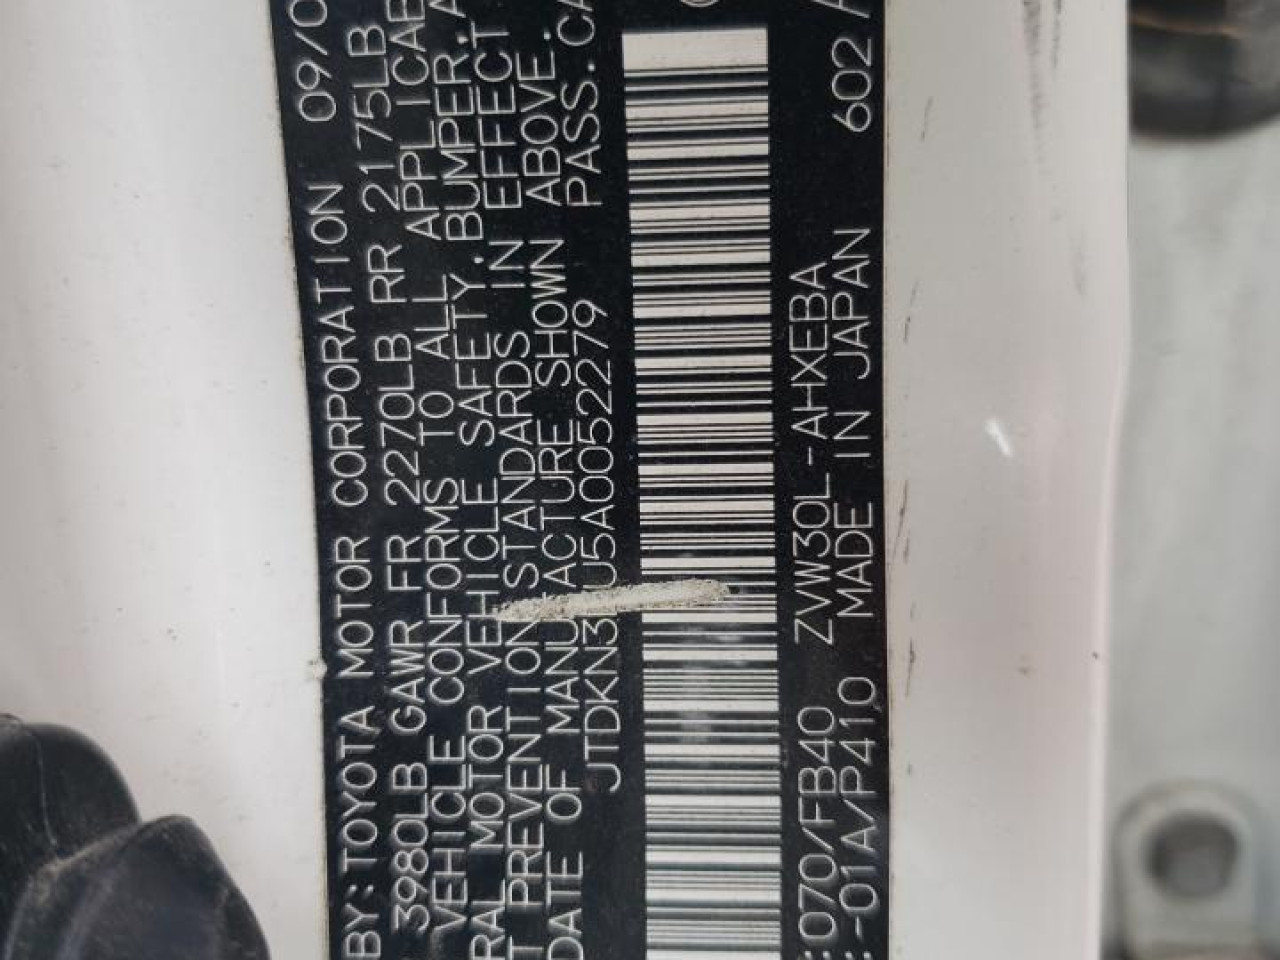 BY:TOYOTA MOTOR CORPORATION 09/0
3980LB GAWR FR 2270LB RR 2175LB
VEHICLE CONFORMS TO ALL APPLICAB
RAL MOTOR VEHICLE SAFETY,BUMPER,A
T PREVENTION STANDARDS IN EFFECT
DATE OF MANUFACTURE SHOWN ABOVE.
JTDKN3 U5A0052279 PASS.CA
:070/FB40 ZVW30L-AHXEBA 602
:-01A/P410 MADE IN JAPAN